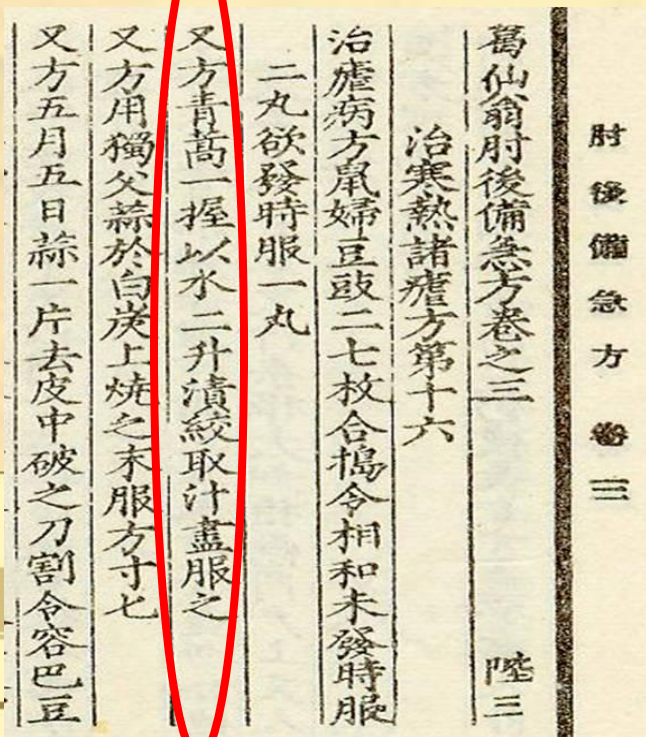 肘後備急方 卷三
葛仙翁肘後備急方卷之三 陞三
治寒熱諸瘧方第十六
治瘧病方鼠婦豆豉二七枚合搗令相和未發時服
二丸欲發時服一丸
又方青蒿一握以水二升漬絞取汁盡服之
又方用獨父蒜於白炭上燒之末服方寸七
又方五月五日蒜一片去皮中破之刀割令容巴豆